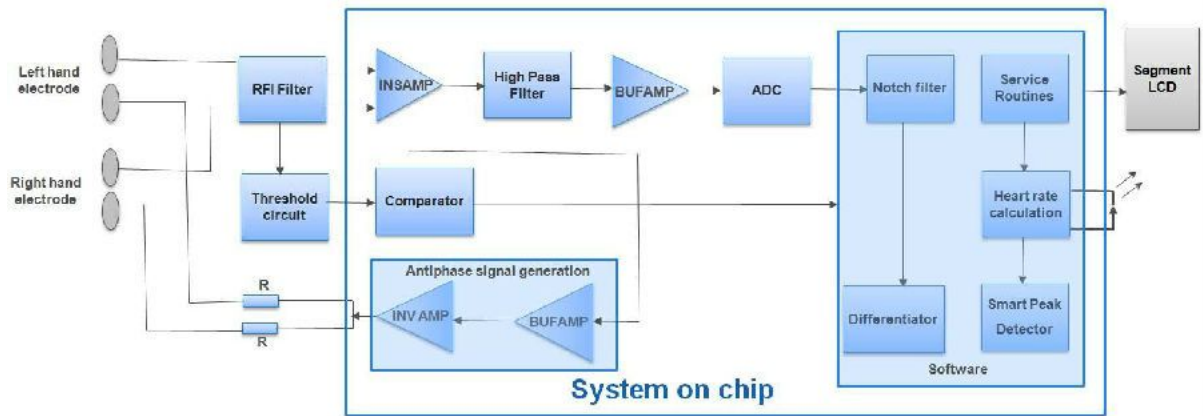 Left hand
electrode
RFI Filter
INSAMP
High Pass
Filter
BUFAMP
ADC
Notch filter
Service
Routines
Segment
LCD
Right hand
electrode
Threshold
circuit
Comparator
Heart rate
calculation
Antiphase signal generation
R
INV AMP
BUFAMP
R
Differentiator
Smart Peak
Detector
Software
System on chip